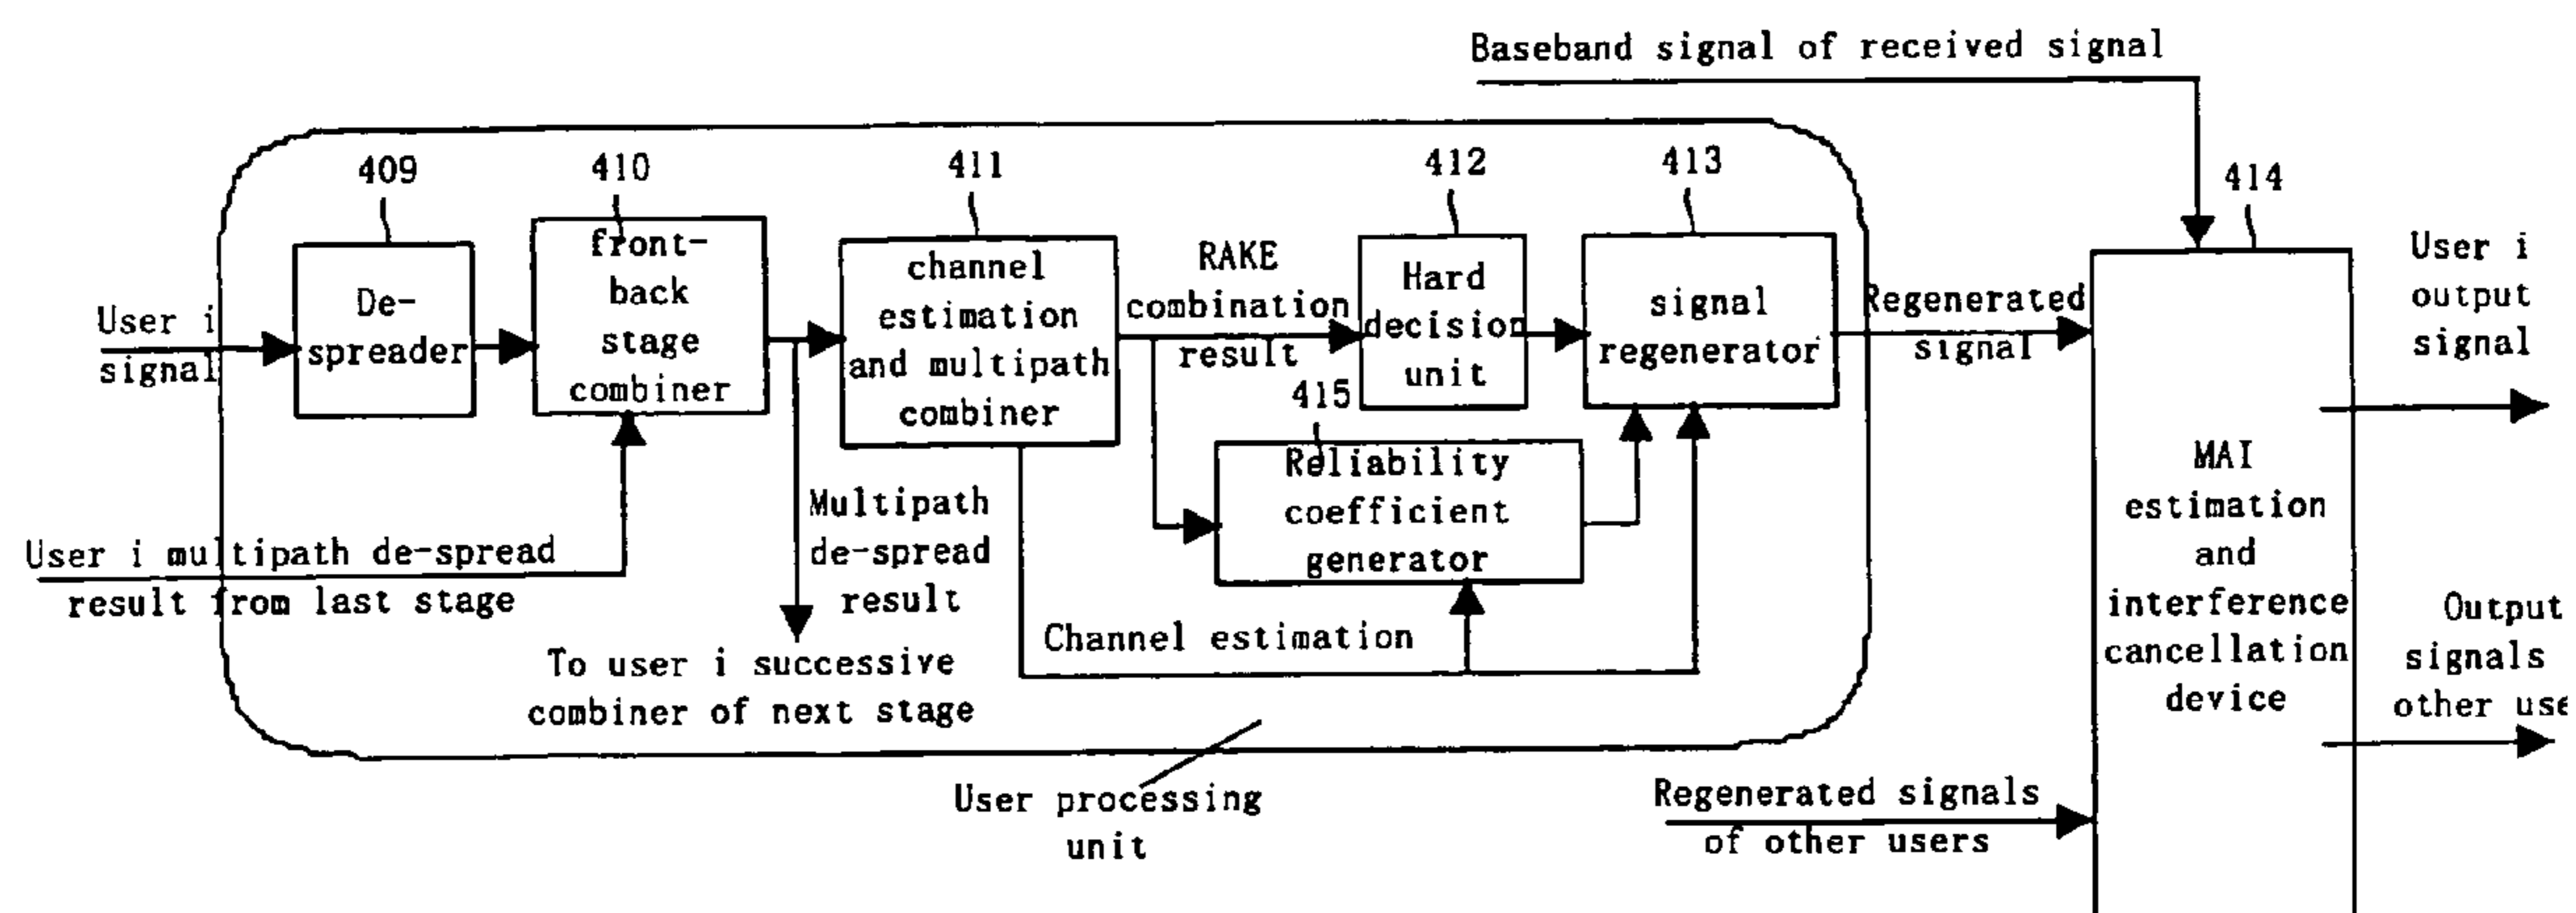 Baseband signal of received signal
409
410
411
412
413
414
User i
signal
De-
spreader
front-
back
stage
combiner
channel
estimation
and multipath
combiner
RAKE
combination
result
Hard
decision
unit
signal
regenerator
Regenerated
signal
User i
output
signal
415
Reliability
coefficient
generator
MAI
estimation
and
interference
cancellation
device
User i multipath de-spread
result from last stage
Multipath
de-spread
result
Channel estimation
To user i successive
combiner of next stage
Output
signals
other
User processing
unit
Regenerated signals
of other users